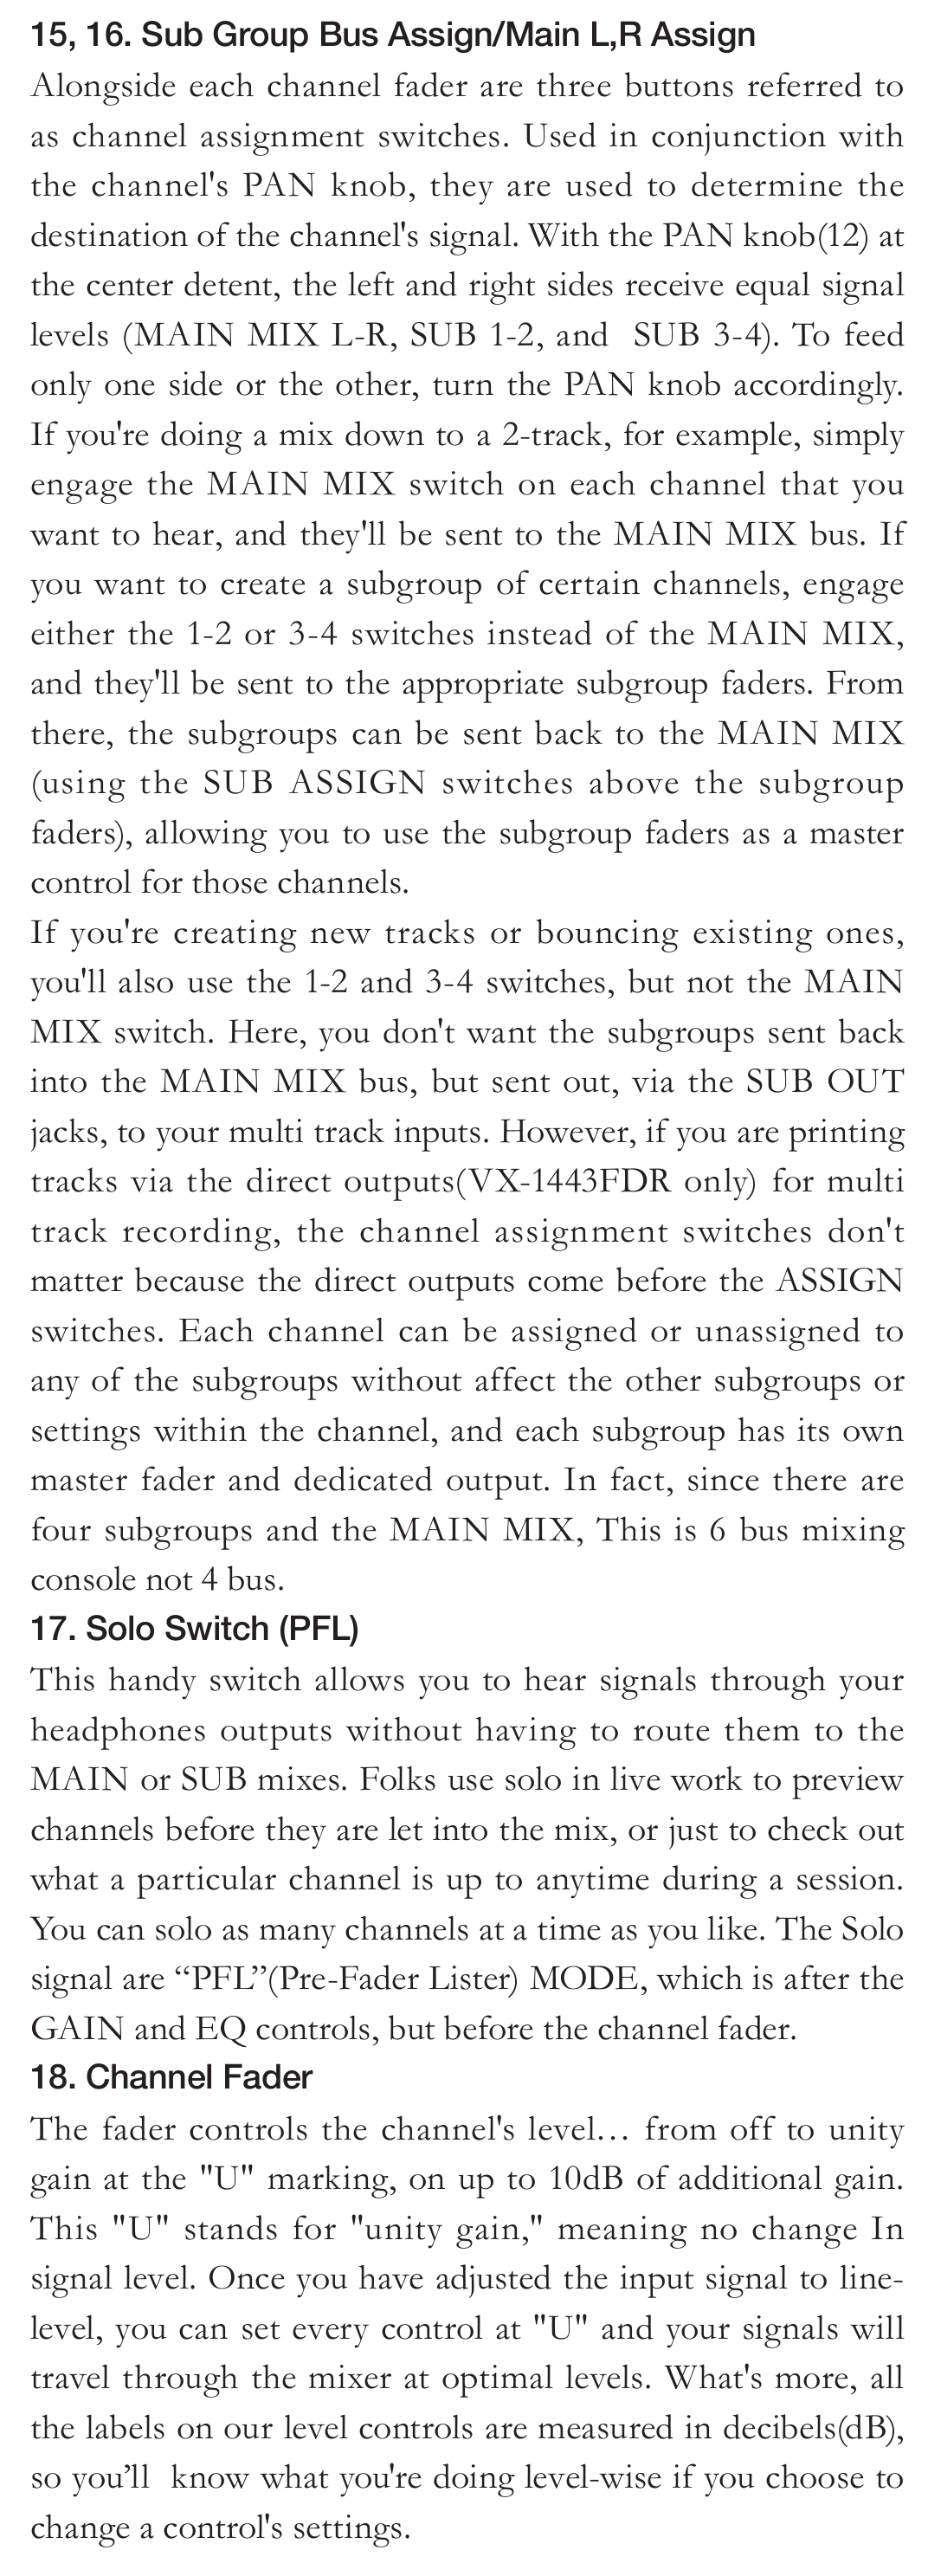 15, 16. Sub Group Bus Assign/Main L,R Assign
Alongside each channel fader are three buttons referred to
as channel assignment switches. Used in conjunction with
the channel's PAN knob, they are used to determine the
destination of the channel's signal. With the PAN knob(12) at
the center detent, the left and right sides receive equal signal
levels (MAIN MIX L-R, SUB 1-2, and  SUB 3-4). To feed
only one side or the other, turn the PAN knob accordingly.
If you're doing a mix down to a 2-track, for example, simply
engage the MAIN MIX switch on each channel that you
want to hear, and they'll be sent to the MAIN MIX bus. If
you want to create a subgroup of certain channels, engage
either the 1-2 or 3-4 switches instead of the MAIN MIX,
and they'll be sent to the appropriate subgroup faders. From
there, the subgroups can be sent back to the MAIN MIX
(using the SUB ASSIGN switches above the subgroup
faders), allowing you to use the subgroup faders as a master
control for those channels.
If you're creating new tracks or bouncing existing ones,
you'll also use the 1-2 and 3-4 switches, but not the MAIN
MIX switch. Here, you don't want the subgroups sent back
into the MAIN MIX bus, but sent out, via the SUB OUT
jacks, to your multi track inputs. However, if you are printing
tracks via the direct outputs(VX-1443FDR only) for multi
track recording, the channel assignment switches don't
matter because the direct outputs come before the ASSIGN
switches. Each channel can be assigned or unassigned to
any of the subgroups without affect the other subgroups or
settings within the channel, and each subgroup has its own
master fader and dedicated output. In fact, since there are
four subgroups and the MAIN MIX, This is 6 bus mixing
console not 4 bus.
17. Solo Switch (PFL)
This handy switch allows you to hear signals through your
headphones outputs without having to route them to the
MAIN or SUB mixes. Folks use solo in live work to preview
channels before they are let into the mix, or just to check out
what a particular channel is up to anytime during a session.
You can solo as many channels at a time as you like. The Solo
signal are “PFL”(Pre-Fader Lister) MODE, which is after the
GAIN and EQ controls, but before the channel fader.
18. Channel Fader
The fader controls the channel's level… from off to unity
gain at the "U" marking, on up to 10dB of additional gain.
This "U" stands for "unity gain," meaning no change In
signal level. Once you have adjusted the input signal to line-
level, you can set every control at "U" and your signals will
travel through the mixer at optimal levels. What's more, all
the labels on our level controls are measured in decibels(dB),
so you’ll  know what you're doing level-wise if you choose to
change a control's settings.